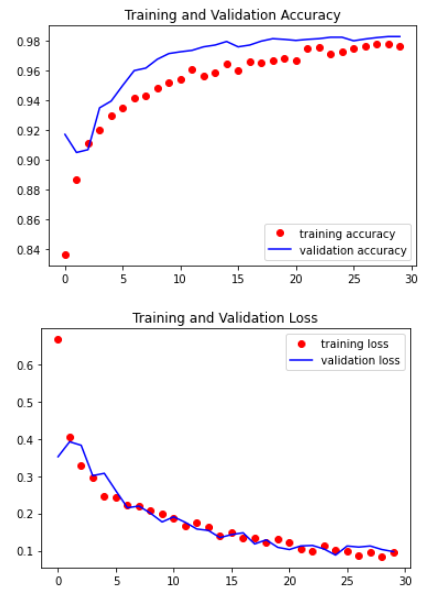 Training and Validation Accuracy
0.98
0.96
0.94
0.92
0.90
0.88
0.86
0.84
training accuracy
validation accuracy
0 5 10 15 20 25 30
Training and Validation Loss
0.6
0.5
0.4
0.3
0.2
0.1
training loss
validation loss
0 5 10 15 20 25 30